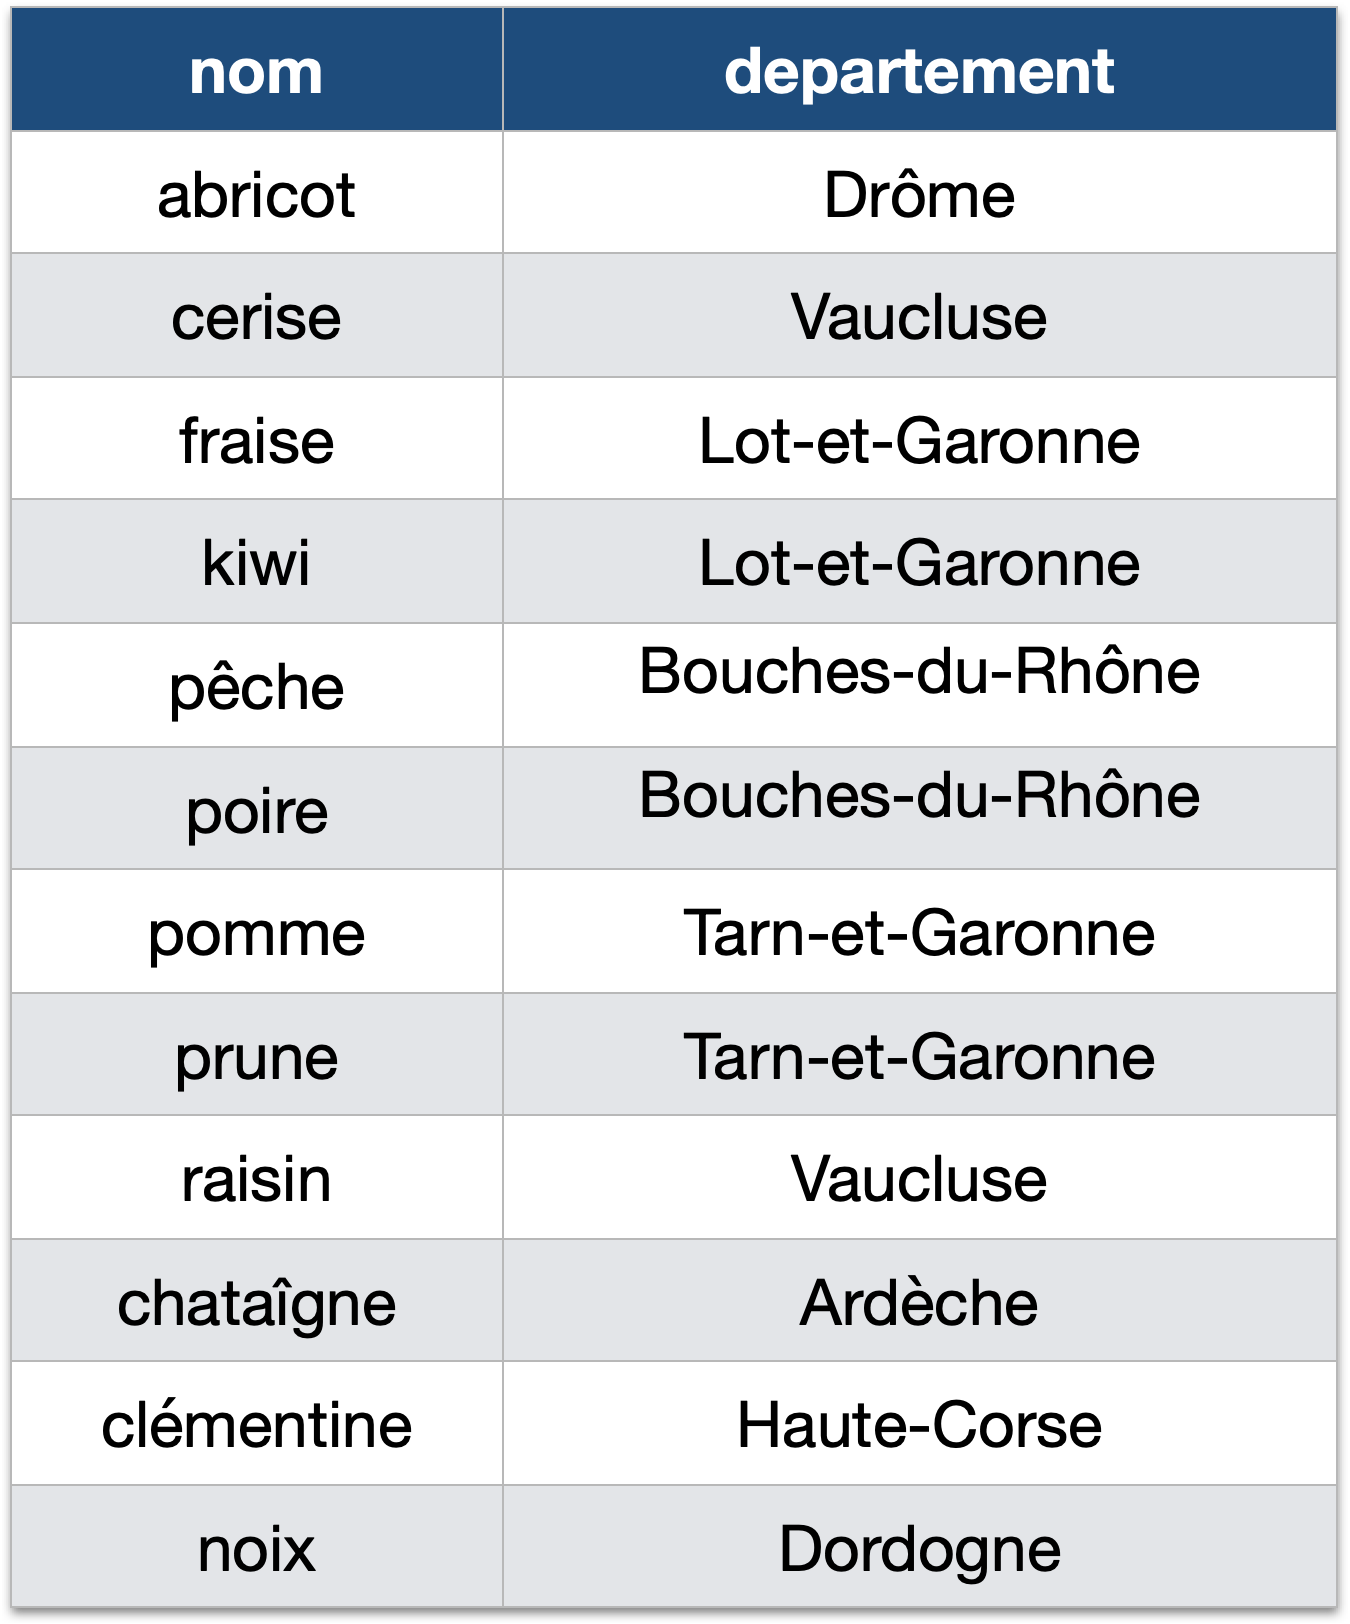 nom departement
abricot Drôme
cerise Vaucluse
fraise Lot-et-Garonne
kiwi Lot-et-Garonne
pêche Bouches-du-Rhône
poire Bouches-du-Rhône
pomme Tarn-et-Garonne
prune Tarn-et-Garonne
raisin Vaucluse
chataîgne Ardèche
clémentine Haute-Corse
noix Dordogne